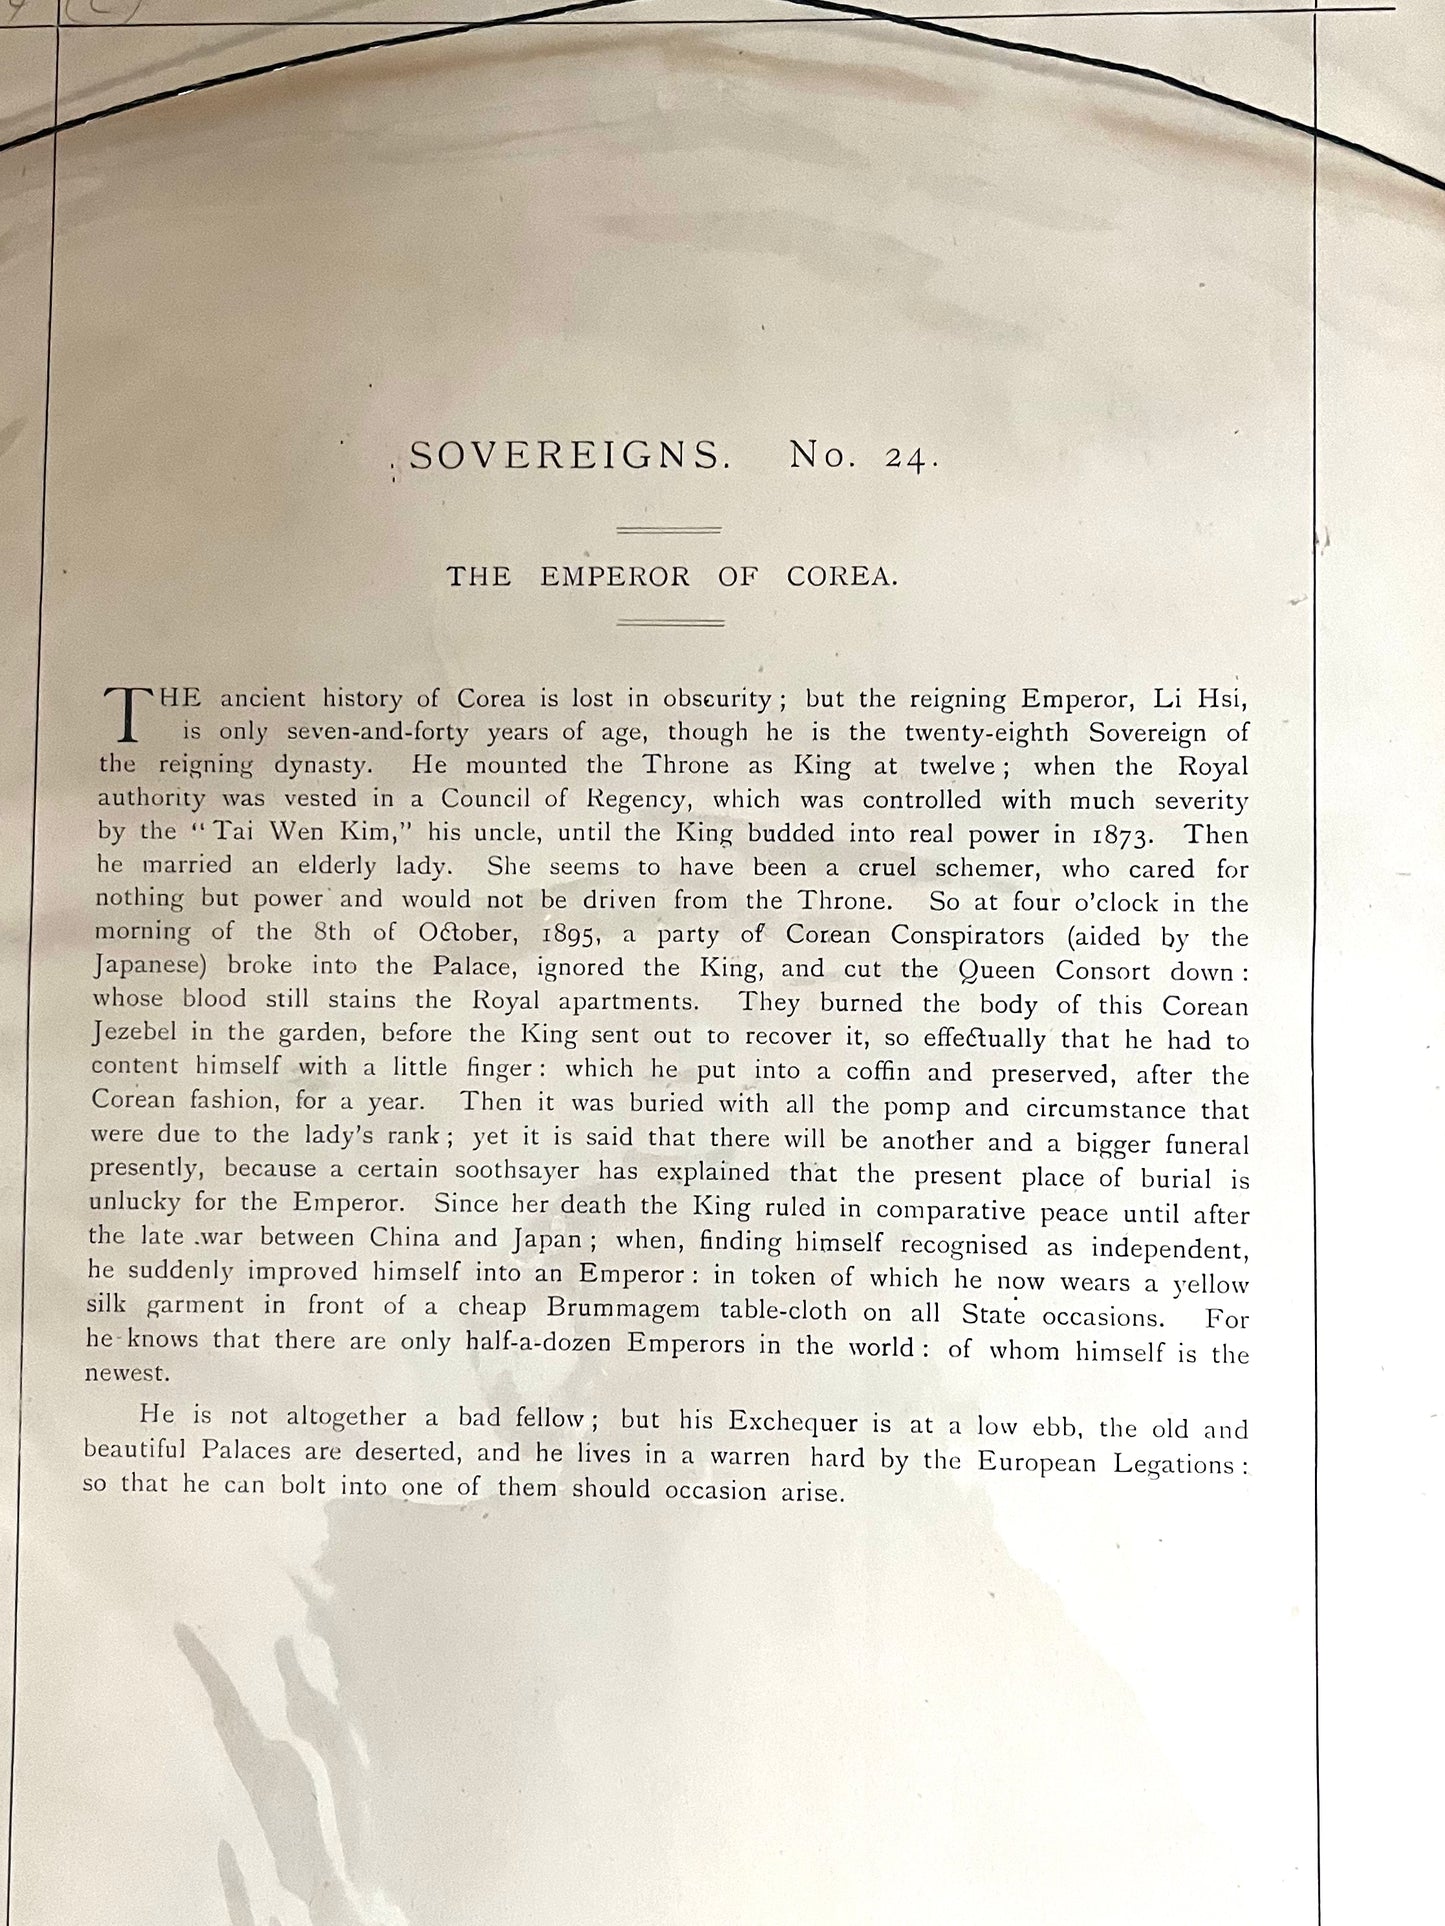 SOVEREIGNS. No. 24.
THE EMPEROR OF COREA.
THE ancient history of Corea is lost in obscurity; but the reigning Emperor, Li Hsi,
is only seven-and-forty years of age, though he is the twenty-eighth Sovereign of
the reigning dynasty. He mounted the Throne as King at twelve; when the Royal
authority was vested in a Council of Regency, which was controlled with much severity
by the "Tai Wen Kim," his uncle, until the King budded into real power in 1873. Then
he married an elderly lady. She seems to have been a cruel schemer, who cared for
nothing but power and would not be driven from the Throne. So at four o'clock in the
morning of the 8th of October, 1895, a party of Corean Conspirators (aided by the
Japanese) broke into the Palace, ignored the King, and cut the Queen Consort down:
whose blood still stains the Royal apartments. They burned the body of this Corean
Jezebel in the garden, before the King sent out to recover it, so effectually that he had to
content himself with a little finger: which he put into a coffin and preserved, after the
Corean fashion, for a year. Then it was buried with all the pomp and circumstance that
were due to the lady's rank; yet it is said that there will be another and a bigger funeral
presently, because a certain soothsayer has explained that the present place of burial is
unlucky for the Emperor. Since her death the King ruled in comparative peace until after
the late war between China and Japan; when, finding himself recognised as independent,
he suddenly improved himself into an Emperor: in token of which he now wears a yellow
silk garment in front of a cheap Brummagem table-cloth on all State occasions. For
he knows that there are only half-a-dozen Emperors in the world: of whom himself is the
newest.
He is not altogether a bad fellow; but his Exchequer is at a low ebb, the old and
beautiful Palaces are deserted, and he lives in a warren hard by the European Legations:
so that he can bolt into one of them should occasion arise.